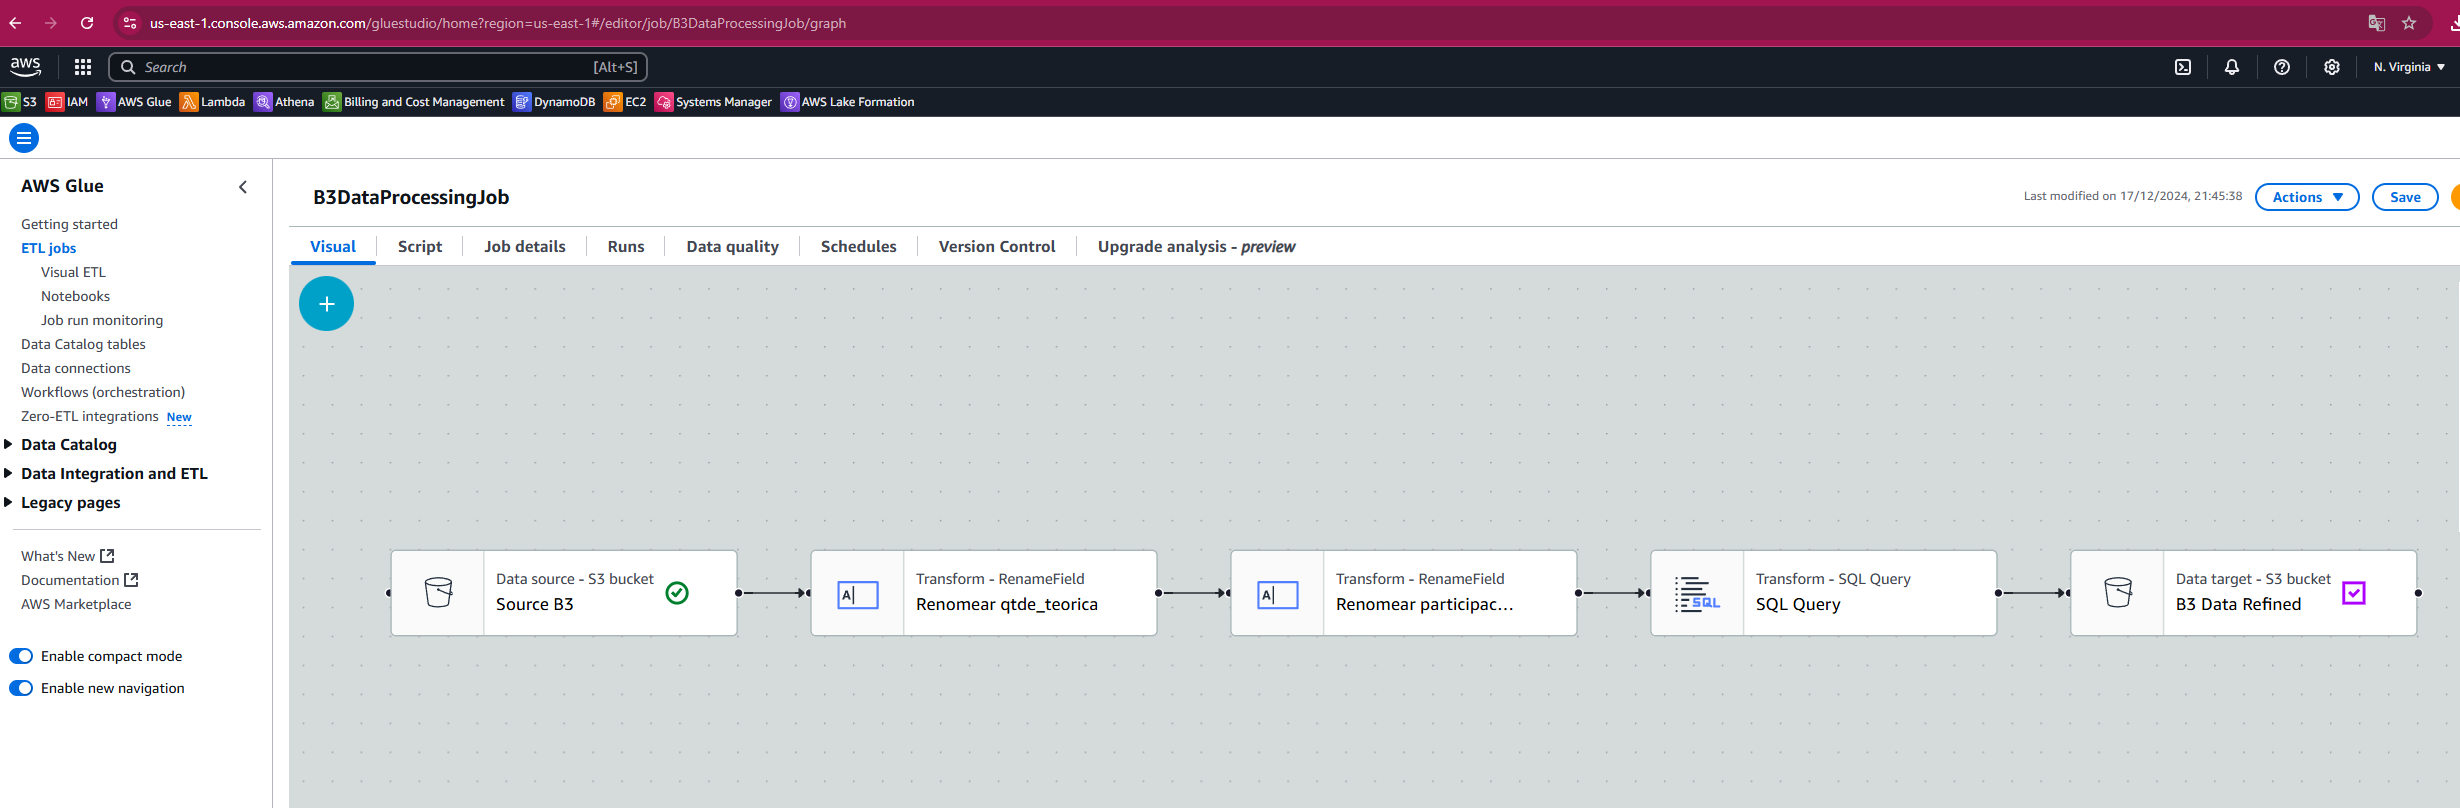 us-east-1.console.aws.amazon.com/gluestudio/home?region=us-east-1#/editor/job/B3DataProcessingJob/graph
aws Search [Alt+S] N. Virginia
S3 IAM AWS Glue Lambda Athena Billing and Cost Management DynamoDB EC2 Systems Manager AWS Lake Formation
AWS Glue
Getting started
ETL jobs
Visual ETL
Notebooks
Job run monitoring
Data Catalog tables
Data connections
Workflows (orchestration)
Zero-ETL integrations New
Data Catalog
Data Integration and ETL
Legacy pages
What's New
Documentation
AWS Marketplace
Enable compact mode
Enable new navigation
B3DataProcessingJob
Last modified on 17/12/2024, 21:45:38 Actions Save
Visual Script Job details Runs Data quality Schedules Version Control Upgrade analysis - preview
Data source - S3 bucket
Source B3
A
Transform - RenameField
Renomear qtde_teorica
A
Transform - RenameField
Renomear participac...
SQL
Transform - SQL Query
SQL Query
Data target - S3 bucket
B3 Data Refined